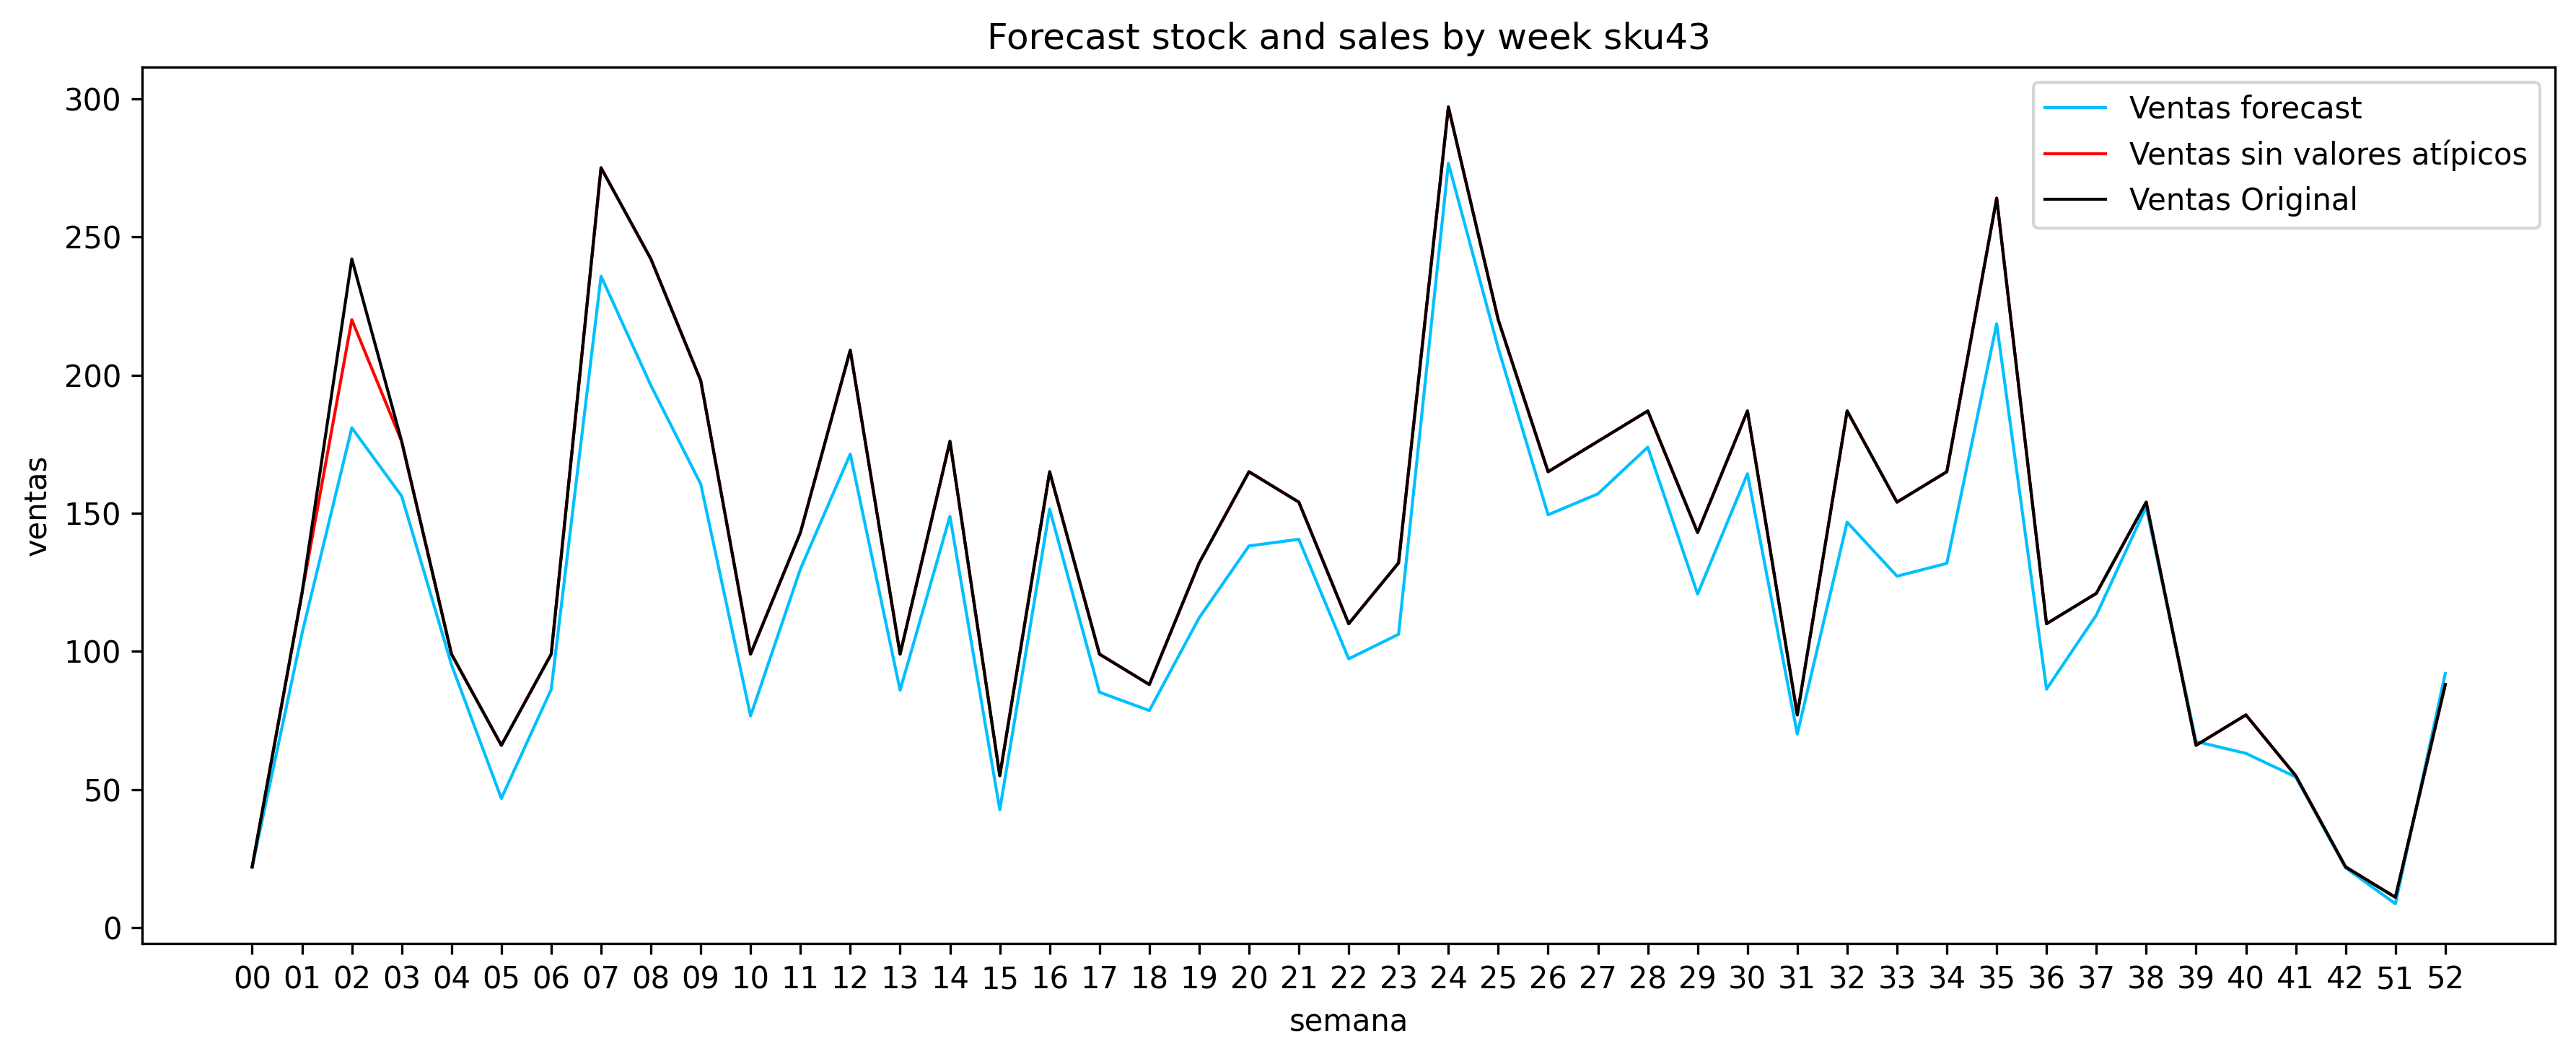 Forecast stock and sales by week sku43
Ventas forecast
Ventas sin valores atípicos
Ventas Original
300
250
200
150
100
50
0
ventas
00 01 02 03 04 05 06 07 08 09 10 11 12 13 14 15 16 17 18 19 20 21 22 23 24 25 26 27 28 29 30 31 32 33 34 35 36 37 38 39 40 41 42 51 52
semana